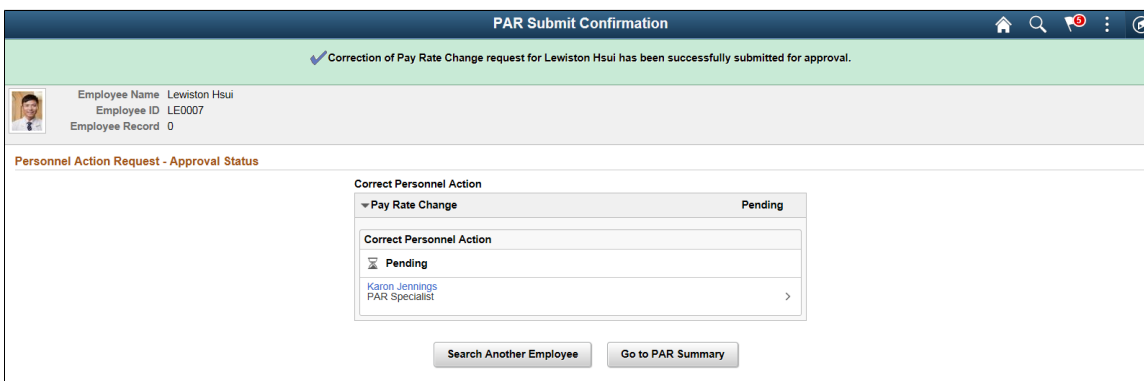 PAR Submit Confirmation
5
Correction of Pay Rate Change request for Lewiston Hsui has been successfully submitted for approval.
Employee Name Lewiston Hsui
Employee ID LE0007
Employee Record 0
Personnel Action Request - Approval Status
Correct Personnel Action
Pay Rate Change Pending
Correct Personnel Action
Pending
Karon Jennings
PAR Specialist
Search Another Employee Go to PAR Summary